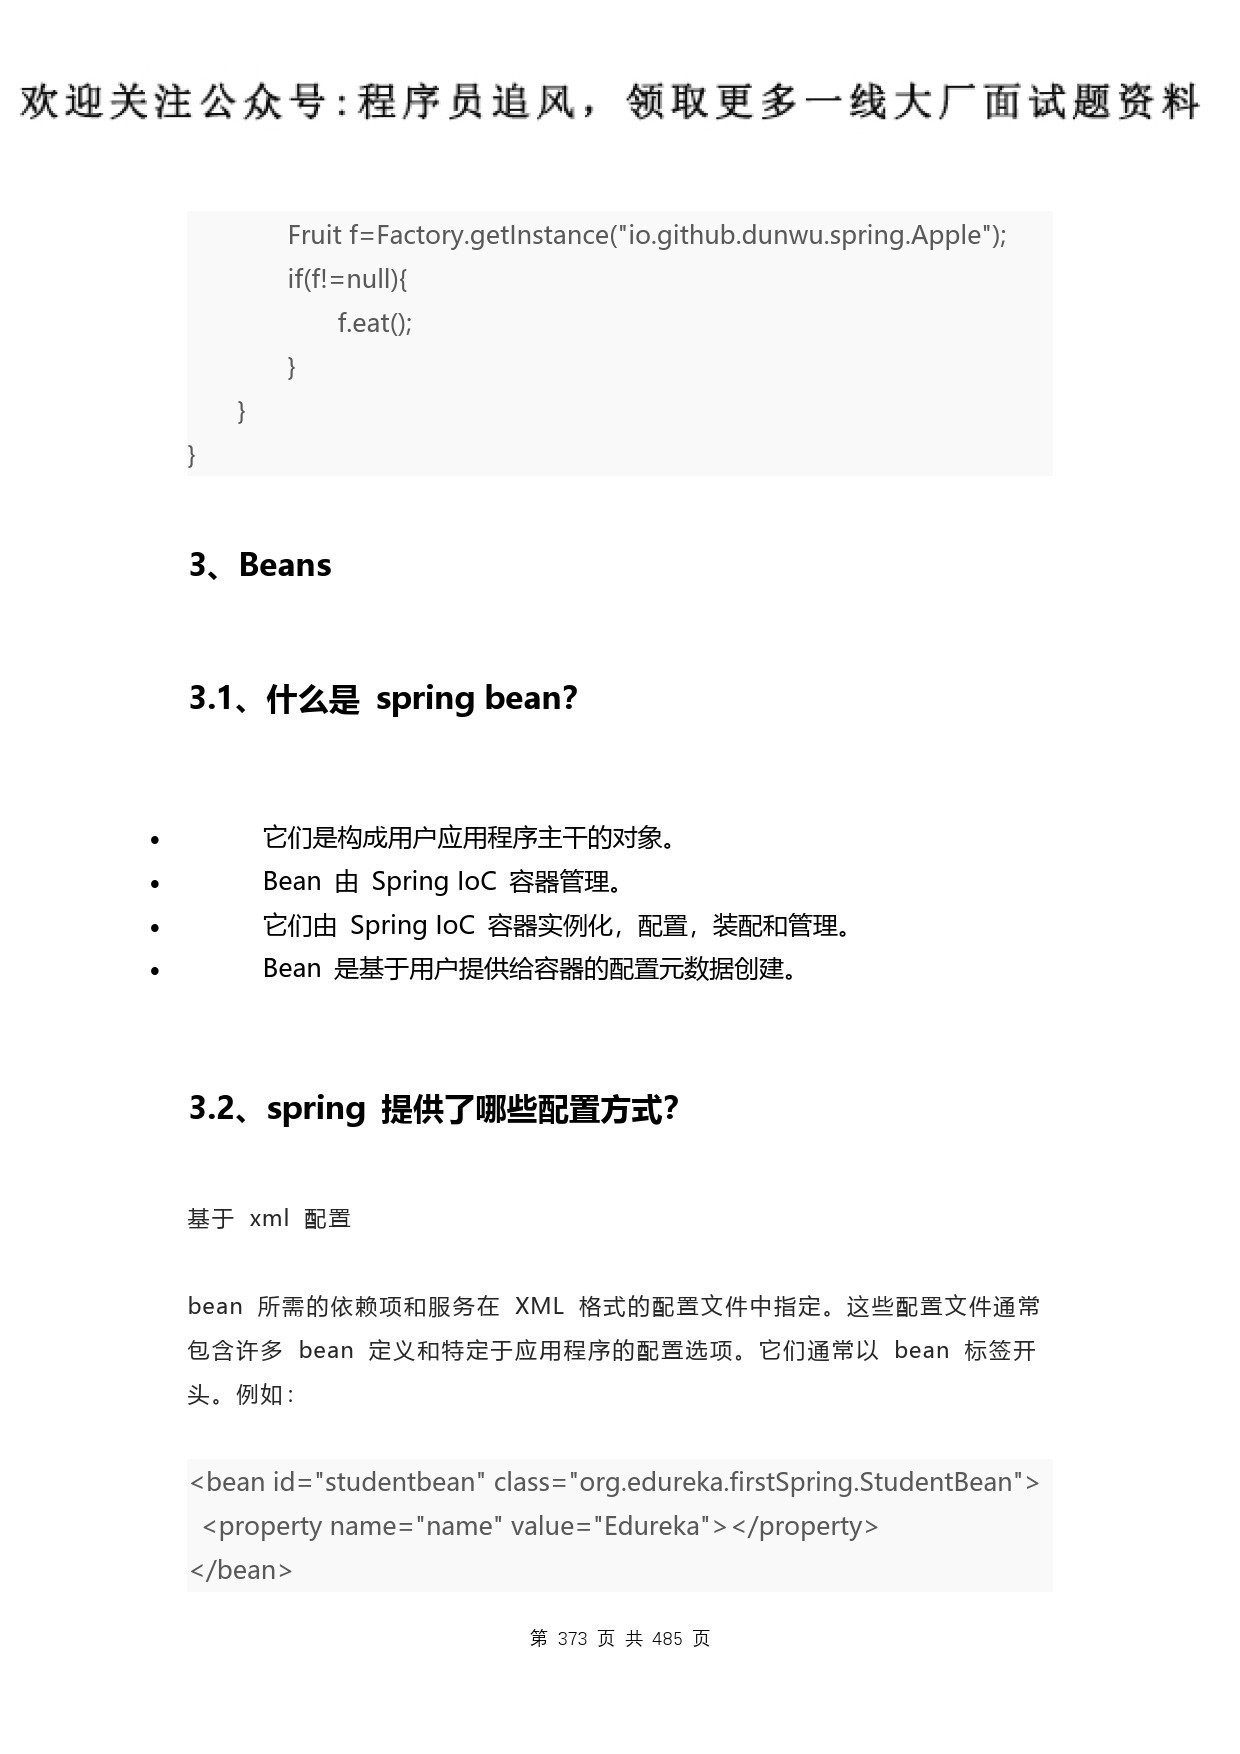 欢迎关注公众号:程序员追风，领取更多一线大厂面试题资料
Fruit f=Factory.getInstance("io.github.dunwu.spring.Apple");
if(f!=null){
f.eat();
}
}
}
3、Beans
3.1、什么是 spring bean？
• 它们是构成用户应用程序主干的对象。
• Bean 由 Spring IoC 容器管理。
• 它们由 Spring IoC 容器实例化，配置，装配和管理。
• Bean 是基于用户提供给容器的配置元数据创建。
3.2、spring 提供了哪些配置方式？
基于 xml 配置
bean 所需的依赖项和服务在 XML 格式的配置文件中指定。这些配置文件通常
包含许多 bean 定义和特定于应用程序的配置选项。它们通常以 bean 标签开
头。例如：
<bean id="studentbean" class="org.edureka.firstSpring.StudentBean">
<property name="name" value="Edureka"></property>
</bean>
第 373 页 共 485 页